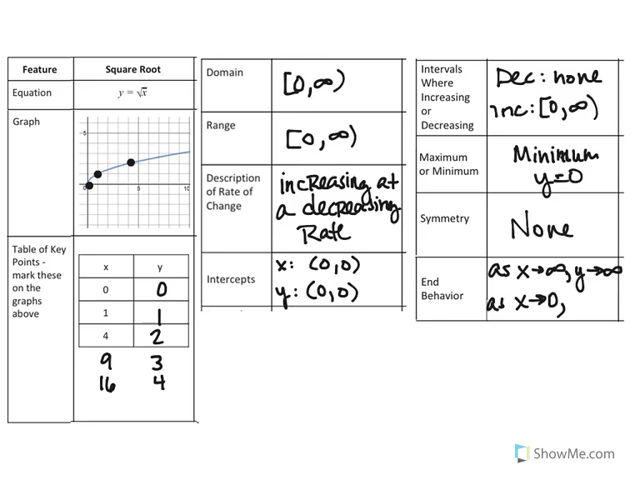 Feature Square Root
Equation y = √x
Graph
5
0 5 10
Table of Key
Points -
mark these
on the
graphs
above
x y
0 0
1 1
4 2
9 3
16 4
Domain [0,∞)
Range [0,∞)
Description
of Rate of
Change
increasing at
a decreasing
Rate
Intercepts
x: (0,0)
y: (0,0)
Intervals
Where
Increasing
or
Decreasing
Dec: none
inc: [0,∞)
Maximum
or Minimum
Minimum
y=0
Symmetry None
End
Behavior
as x→∞, y→∞
as x→0,
ShowMe.com